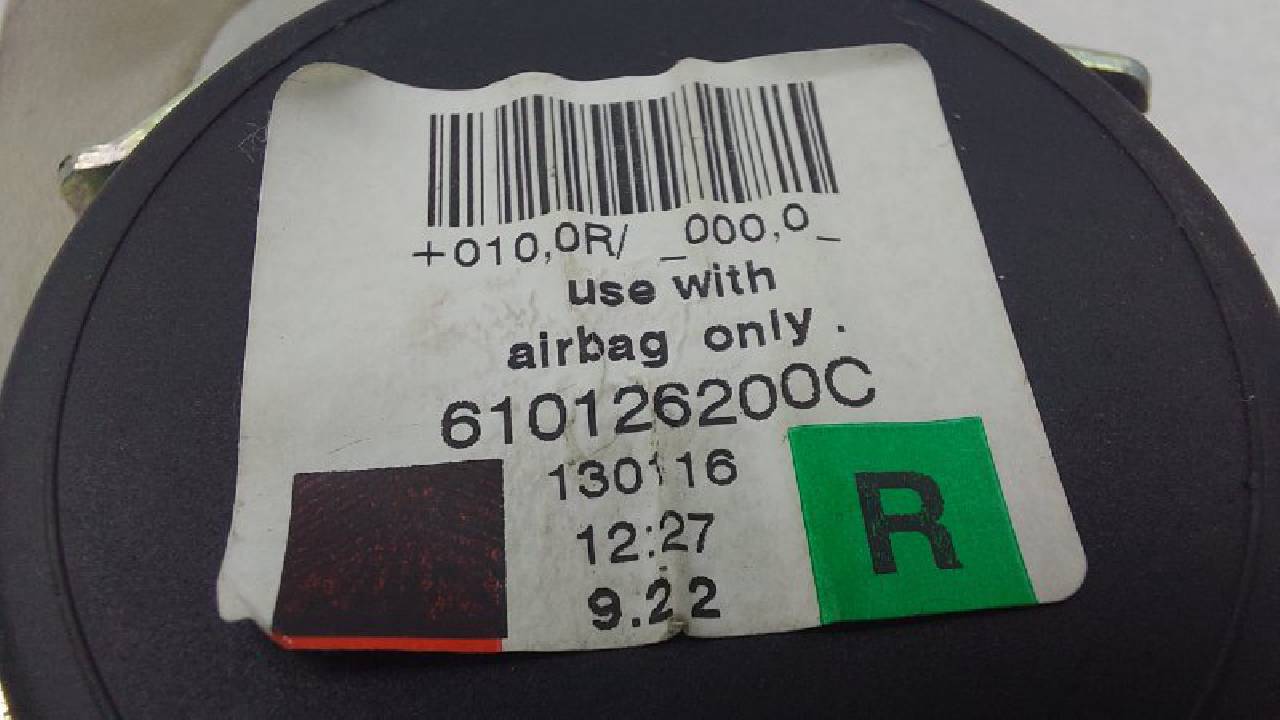 +010,0R/ _000,0_
use with
airbag only .
610126200C
130116
12:27
9.22
R